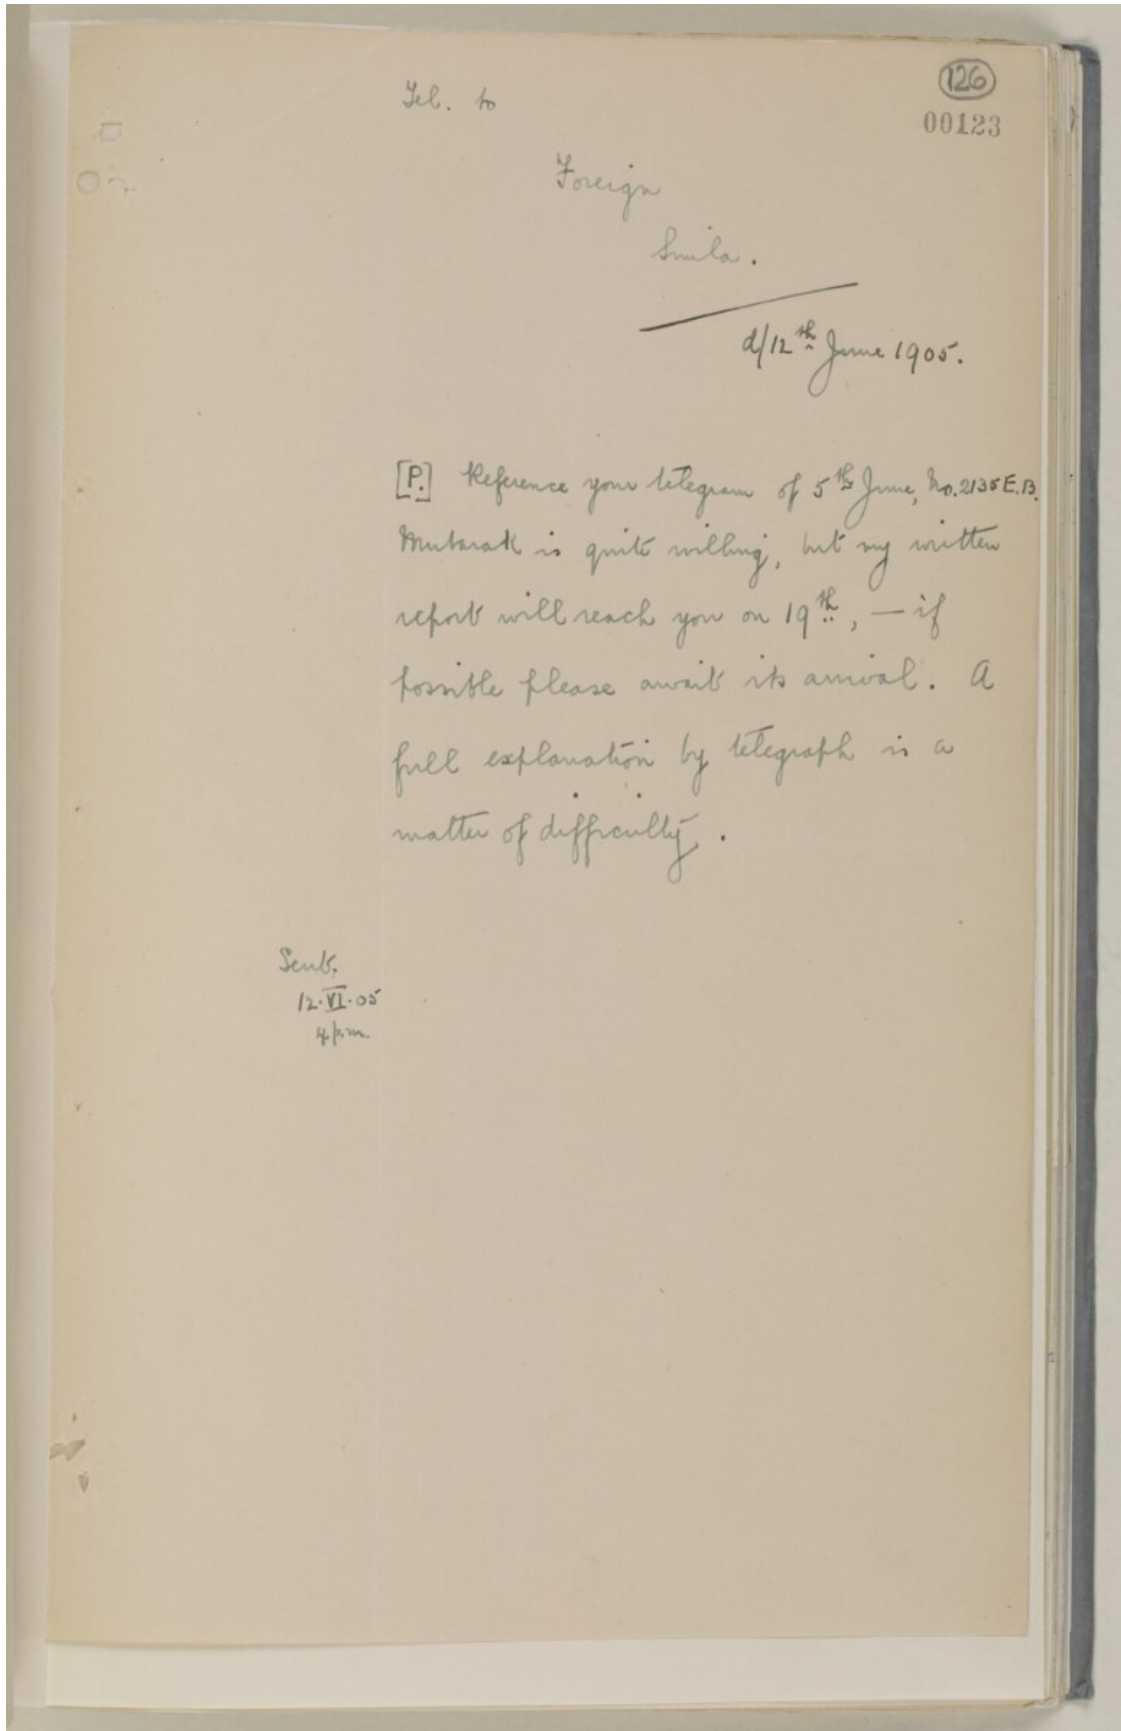 126
00123
Tel. to
Foreign
Simla.
d/12th June 1905.
[P.] Reference your telegram of 5th June, No. 2135 E.B.
Mubarak is quite willing, but my written
report will reach you on 19th, — if
possible please await its arrival. A
full explanation by telegraph is a
matter of difficulty.
Sent.
12.VI.05
4 p.m.